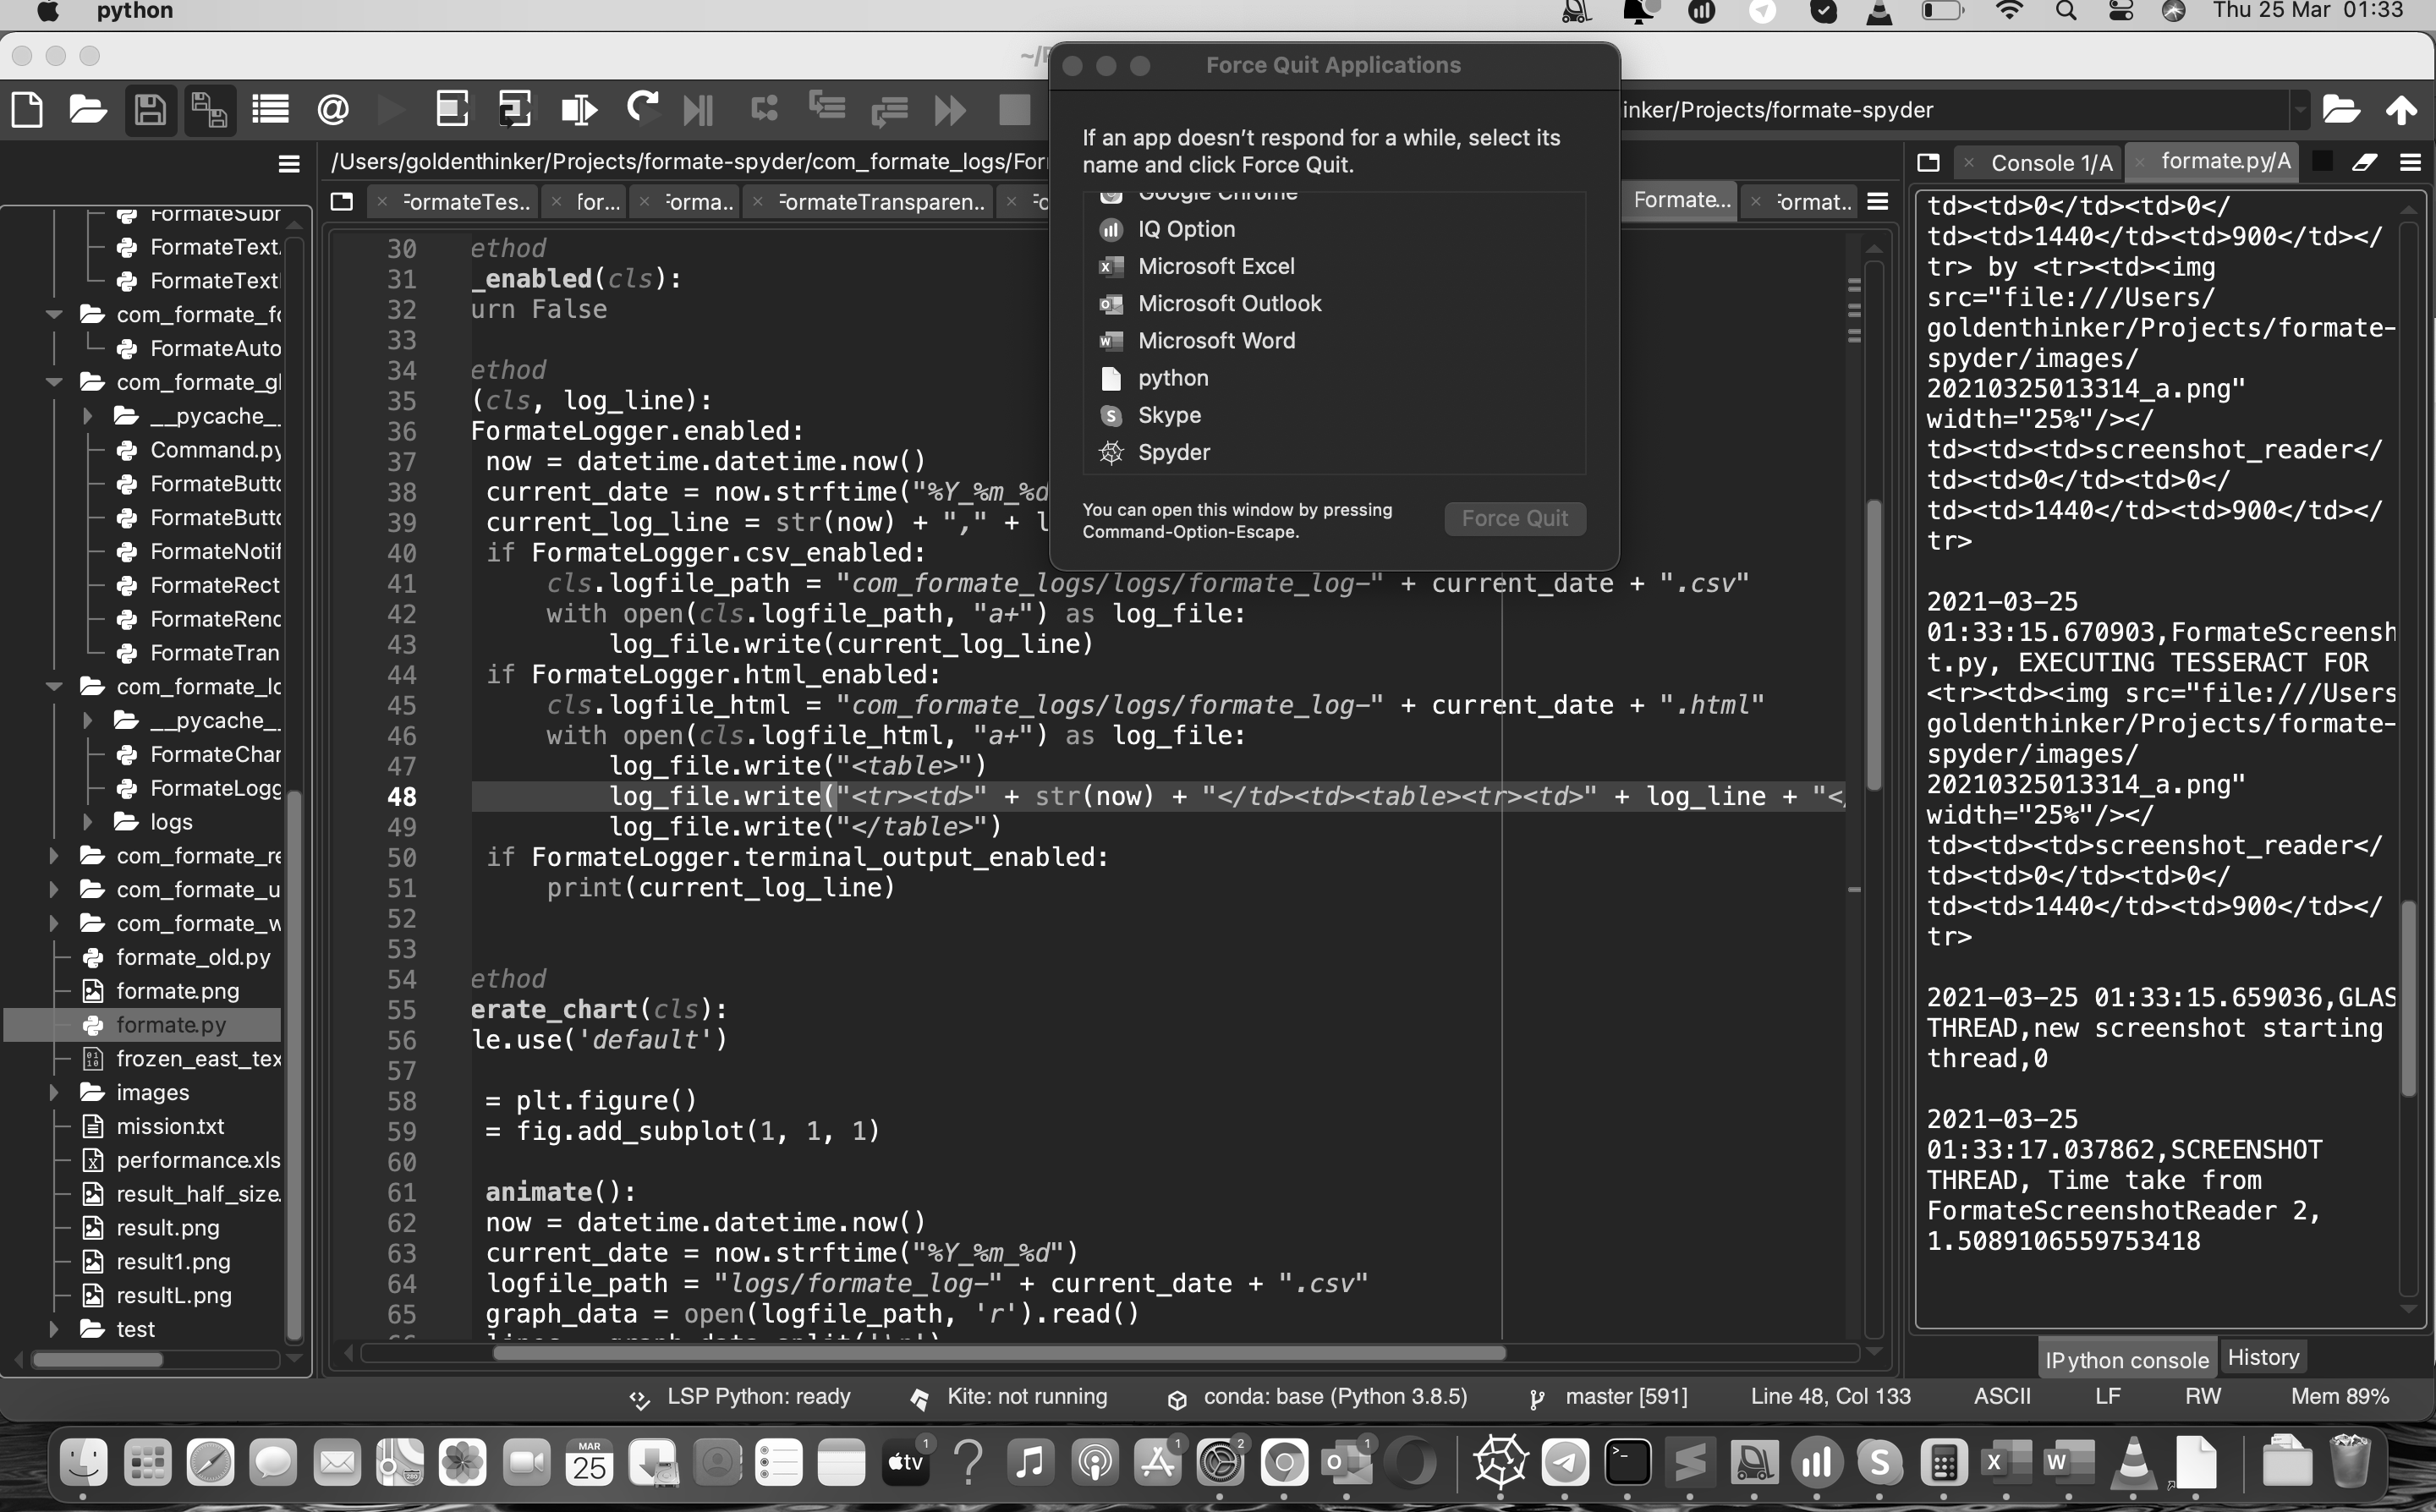 python
Thu 25 Mar 01:33
~/P
Force Quit Applications
inker/Projects/formate-spyder
If an app doesn’t respond for a while, select its
name and click Force Quit.
Google Chrome
IQ Option
Microsoft Excel
Microsoft Outlook
Microsoft Word
python
Skype
Spyder
You can open this window by pressing
Command-Option-Escape.
Force Quit
/Users/goldenthinker/Projects/formate-spyder/com_formate_logs/For
FormateTes..
for...
forma..
FormateTransparen..
Formate...
Format..
FormateSubr
FormateText
FormateText
com_formate_fo
FormateAuto
com_formate_gl
__pycache__
Command.py
FormateButto
FormateButto
FormateNotif
FormateRect
FormateRend
FormateTran
com_formate_lo
__pycache__
FormateChar
FormateLogg
logs
com_formate_re
com_formate_u
com_formate_w
formate_old.py
formate.png
formate.py
frozen_east_tex
images
mission.txt
performance.xls
result_half_size.
result.png
result1.png
resultL.png
test
30 ethod
31 _enabled(cls):
32 urn False
33
34 ethod
35 (cls, log_line):
36 FormateLogger.enabled:
37 now = datetime.datetime.now()
38 current_date = now.strftime("%Y_%m_%d
39 current_log_line = str(now) + "," + l
40 if FormateLogger.csv_enabled:
41 cls.logfile_path = "com_formate_logs/logs/formate_log-" + current_date + ".csv"
42 with open(cls.logfile_path, "a+") as log_file:
43 log_file.write(current_log_line)
44 if FormateLogger.html_enabled:
45 cls.logfile_html = "com_formate_logs/logs/formate_log-" + current_date + ".html"
46 with open(cls.logfile_html, "a+") as log_file:
47 log_file.write("<table>")
48 log_file.write("<tr><td>" + str(now) + "</td><td><table><tr><td>" + log_line + "</
49 log_file.write("</table>")
50 if FormateLogger.terminal_output_enabled:
51 print(current_log_line)
52
53
54 ethod
55 erate_chart(cls):
56 le.use('default')
57
58 = plt.figure()
59 = fig.add_subplot(1, 1, 1)
60
61 animate():
62 now = datetime.datetime.now()
63 current_date = now.strftime("%Y_%m_%d")
64 logfile_path = "logs/formate_log-" + current_date + ".csv"
65 graph_data = open(logfile_path, 'r').read()
Console 1/A
formate.py/A
td><td>0</td><td>0</
td><td>1440</td><td>900</td></
tr> by <tr><td><img
src="file:///Users/
goldenthinker/Projects/formate-
spyder/images/
20210325013314_a.png"
width="25%"/></
td><td><td>screenshot_reader</
td><td>0</td><td>0</
td><td>1440</td><td>900</td></
tr>
2021-03-25
01:33:15.670903,FormateScreensh
t.py, EXECUTING TESSERACT FOR
<tr><td><img src="file:///Users
goldenthinker/Projects/formate-
spyder/images/
20210325013314_a.png"
width="25%"/></
td><td><td>screenshot_reader</
td><td>0</td><td>0</
td><td>1440</td><td>900</td></
tr>
2021-03-25 01:33:15.659036,GLAS
THREAD,new screenshot starting
thread,0
2021-03-25
01:33:17.037862,SCREENSHOT
THREAD, Time take from
FormateScreenshotReader 2,
1.5089106559753418
IPython console
History
LSP Python: ready
Kite: not running
conda: base (Python 3.8.5)
master [591]
Line 48, Col 133
ASCII
LF
RW
Mem 89%
MAR
25
tv
1
1
2
1